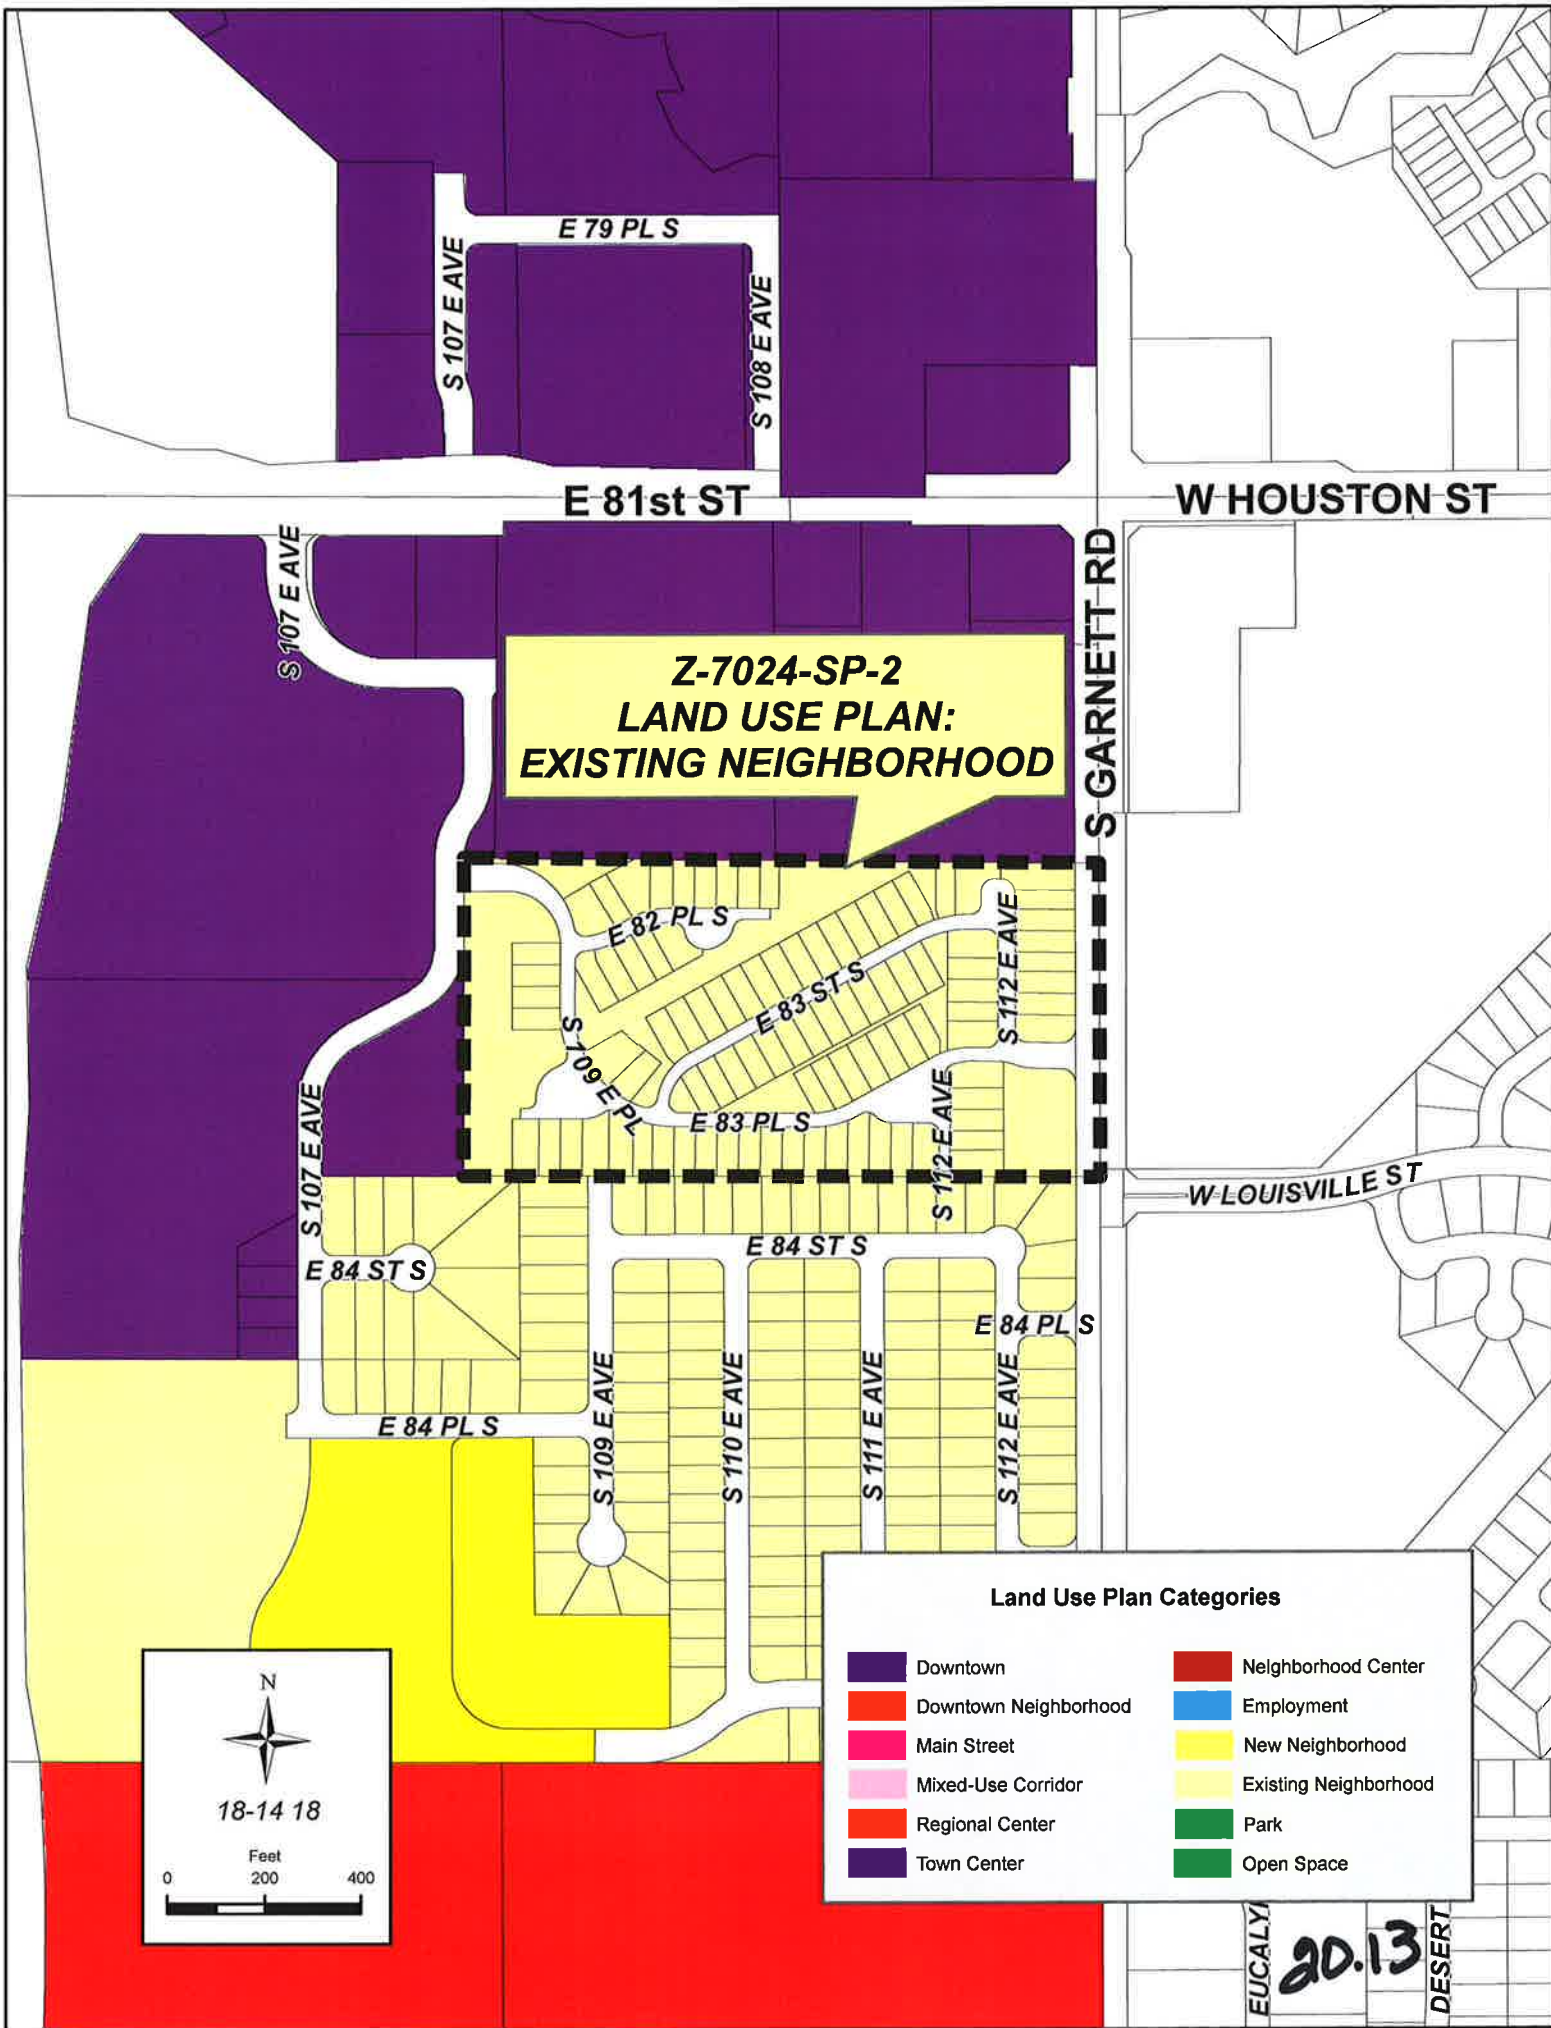 E 79 PL S
S 107 E AVE
S 108 E AVE
E 81st ST
W HOUSTON ST
S 107 E AVE
S GARNETT RD
Z-7024-SP-2
LAND USE PLAN:
EXISTING NEIGHBORHOOD
E 82 PL S
E 83 ST S
S 112 E AVE
S 109 E PL
E 83 PL S
S 112 E AVE
S 107 E AVE
W LOUISVILLE ST
E 84 ST S
E 84 ST S
E 84 PL S
E 84 PL S
S 109 E AVE
S 110 E AVE
S 111 E AVE
S 112 E AVE
Land Use Plan Categories
Downtown
Downtown Neighborhood
Main Street
Mixed-Use Corridor
Regional Center
Town Center
Neighborhood Center
Employment
New Neighborhood
Existing Neighborhood
Park
Open Space
N
18-14 18
Feet
0 200 400
DESERT
20.13